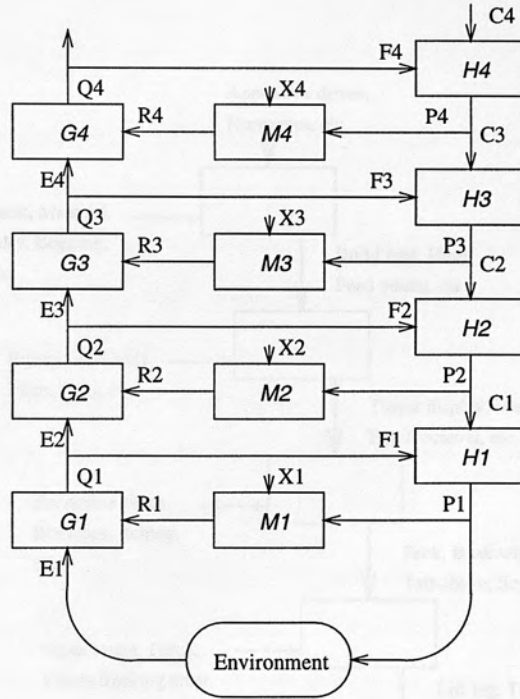 C4
F4
H4
Q4
X4
P4
G4
R4
M4
C3
E4
F3
H3
Q3
X3
P3
G3
R3
M3
C2
E3
F2
H2
Q2
X2
P2
G2
R2
M2
C1
E2
F1
H1
Q1
X1
P1
G1
R1
M1
E1
Environment